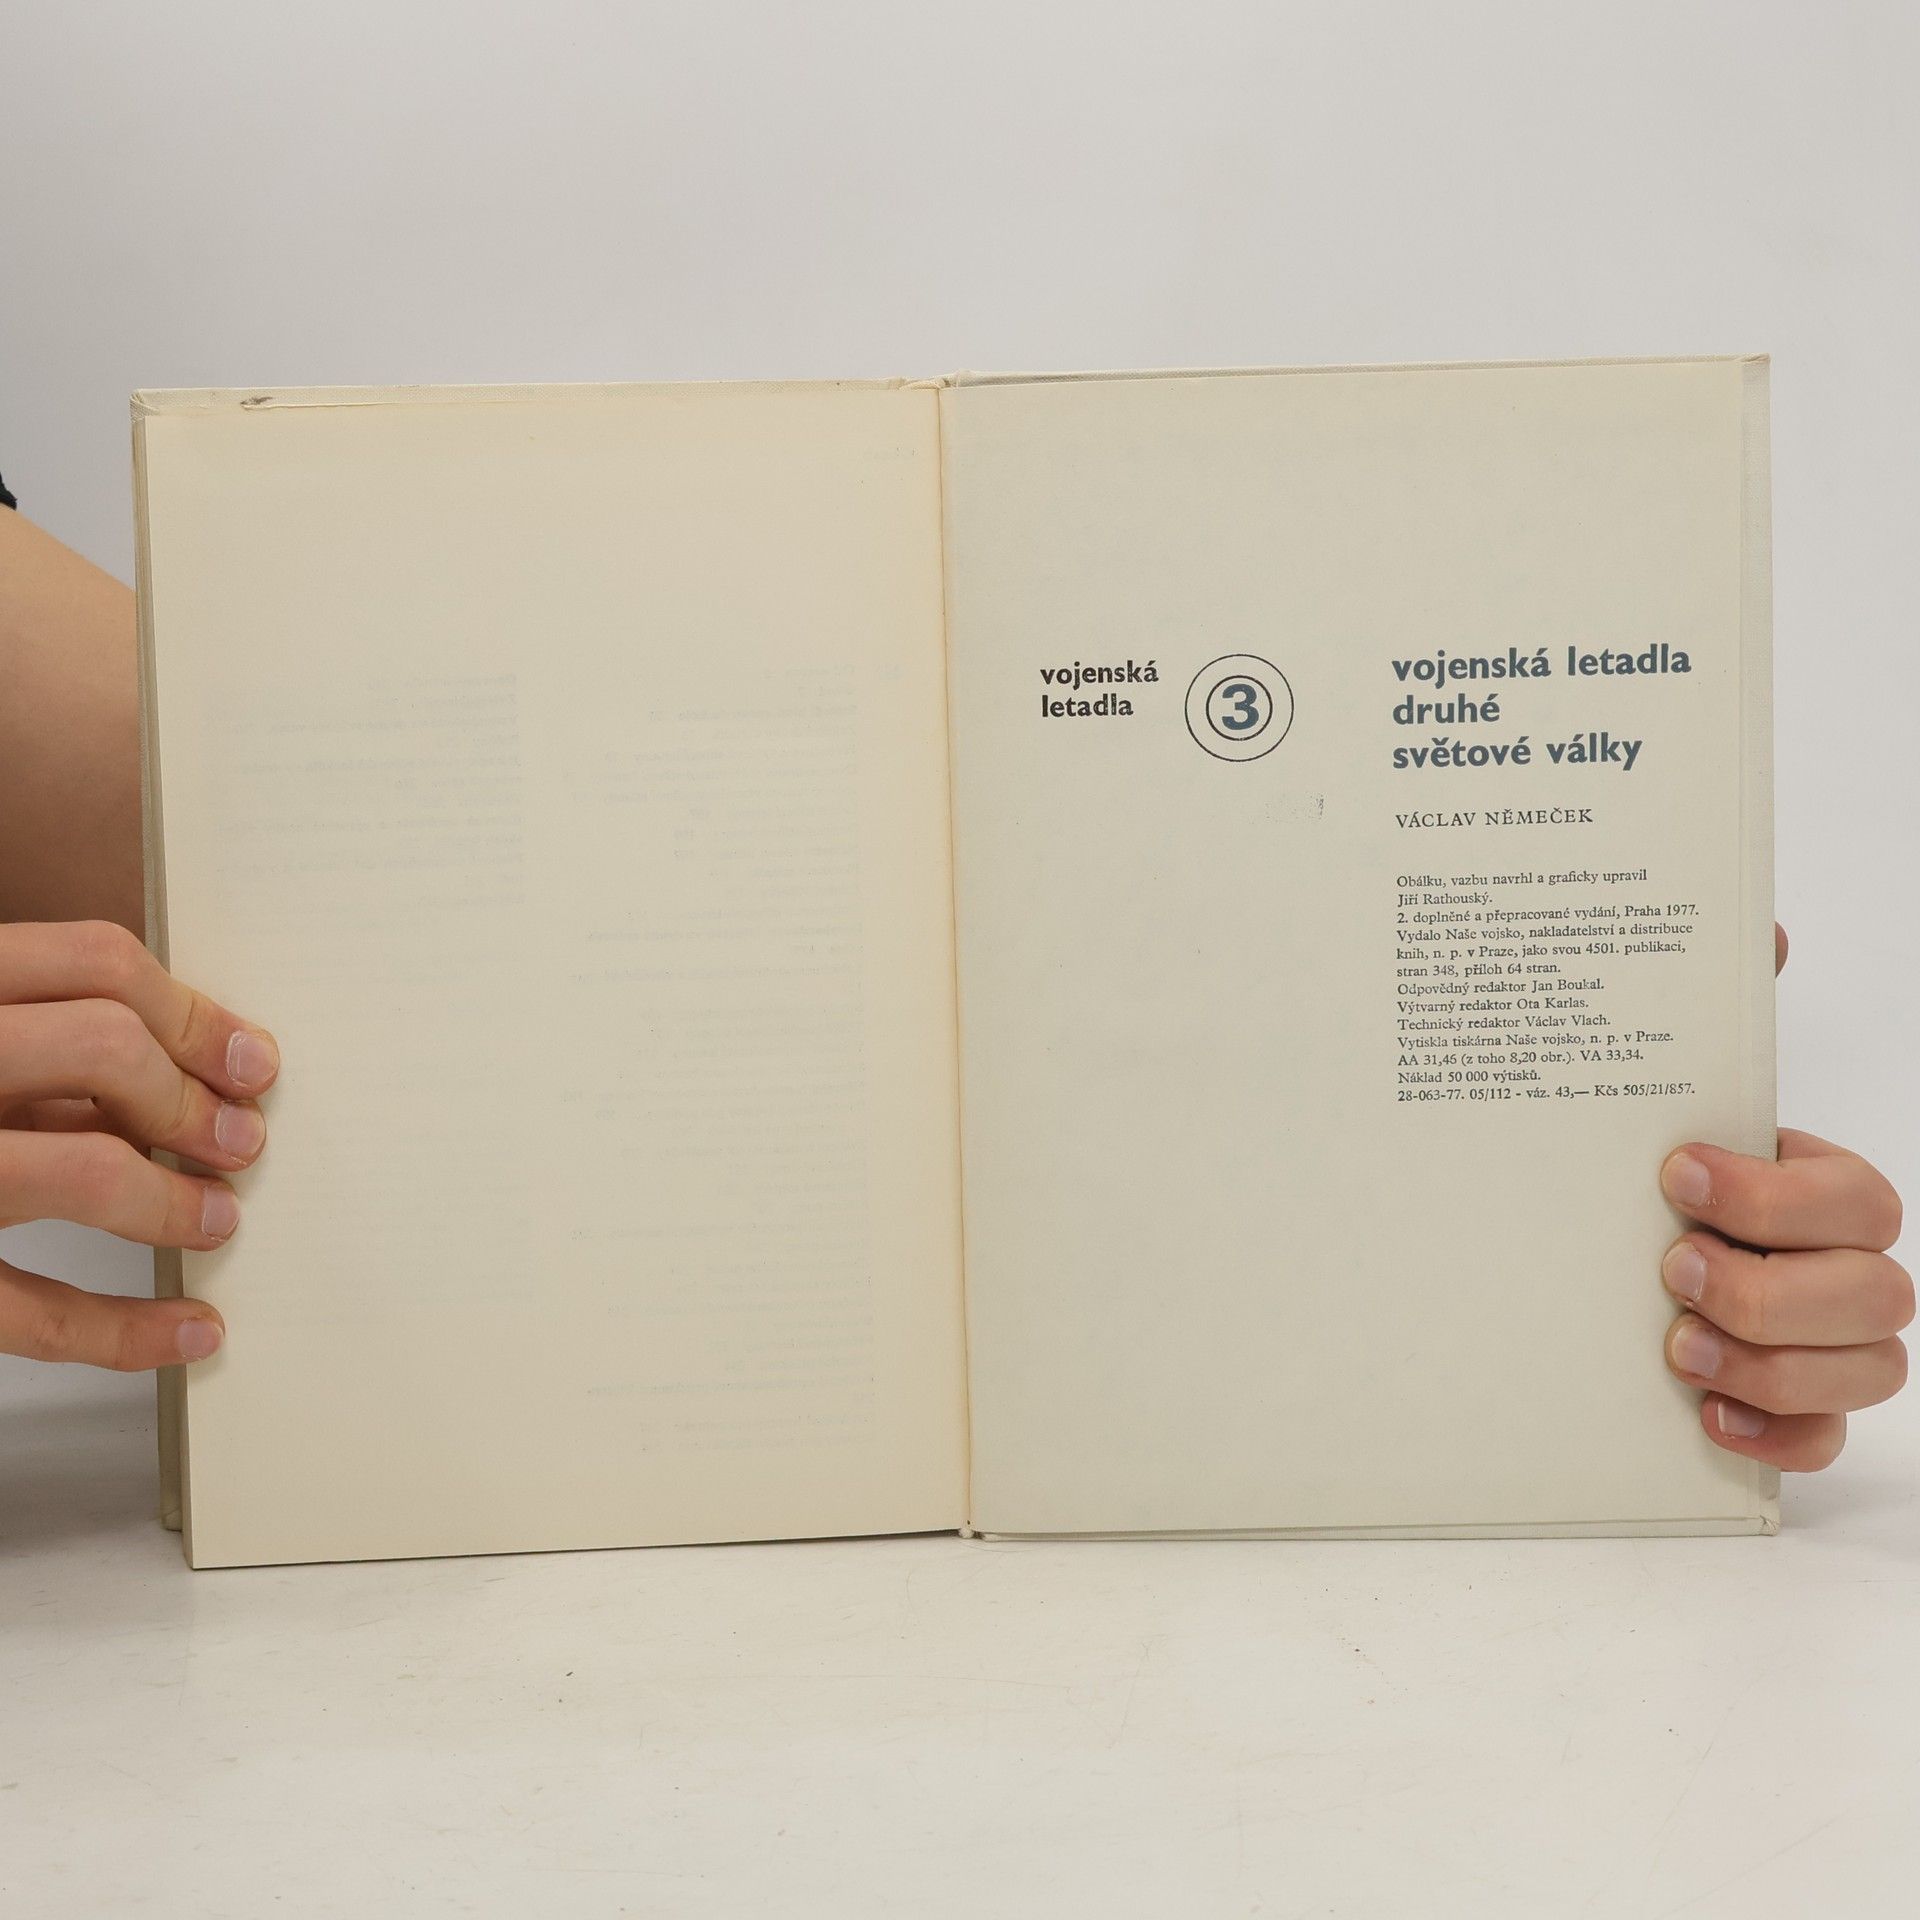 vojenská
letadla
3
vojenská letadla
druhé
světové války
VÁCLAV NĚMEČEK
Obálku, vazbu navrhl a graficky upravil
Jiří Rathouský.
2. doplněné a přepracované vydání, Praha 1977.
Vydalo Naše vojsko, nakladatelství a distribuce
knih, n. p. v Praze, jako svou 4501. publikaci,
stran 348, příloh 64 stran.
Odpovědný redaktor Jan Boukal.
Výtvarný redaktor Ota Karlas.
Technický redaktor Václav Vlach.
Vytiskla tiskárna Naše vojsko, n. p. v Praze.
AA 31,46 (z toho 8,20 obr.). VA 33,34.
Náklad 50 000 výtisků.
28-063-77. 05/112 - váz. 43,— Kčs 505/21/857.